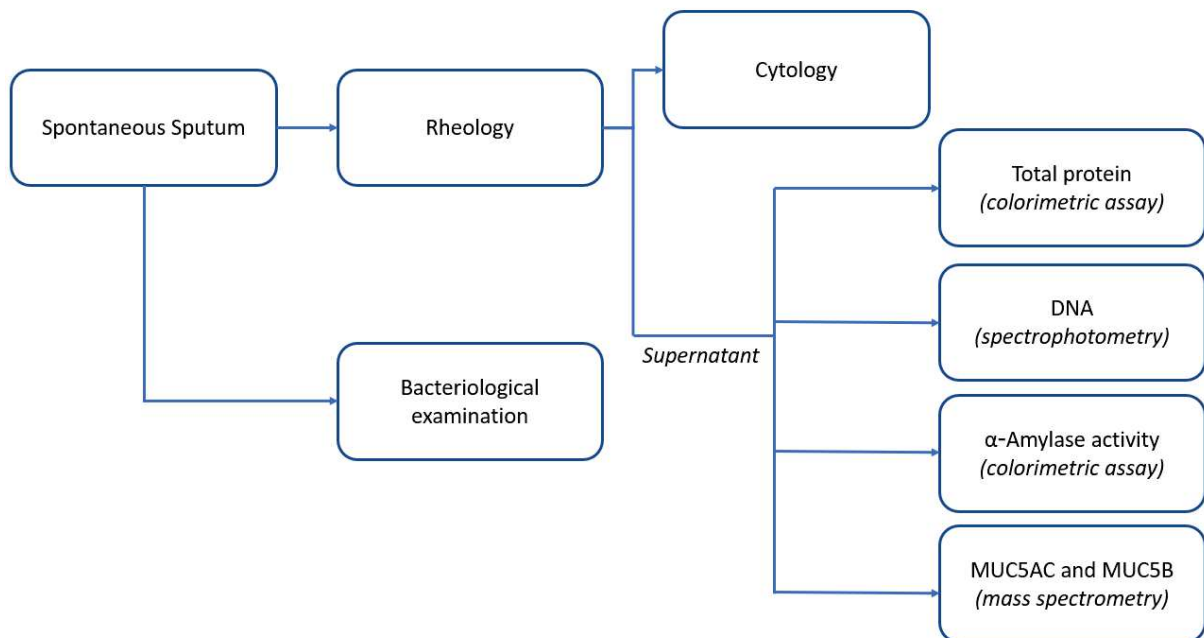 Cytology
Spontaneous Sputum
Rheology
Total protein
(colorimetric assay)
DNA
(spectrophotometry)
Supernatant
Bacteriological
examination
α-Amylase activity
(colorimetric assay)
MUC5AC and MUC5B
(mass spectrometry)